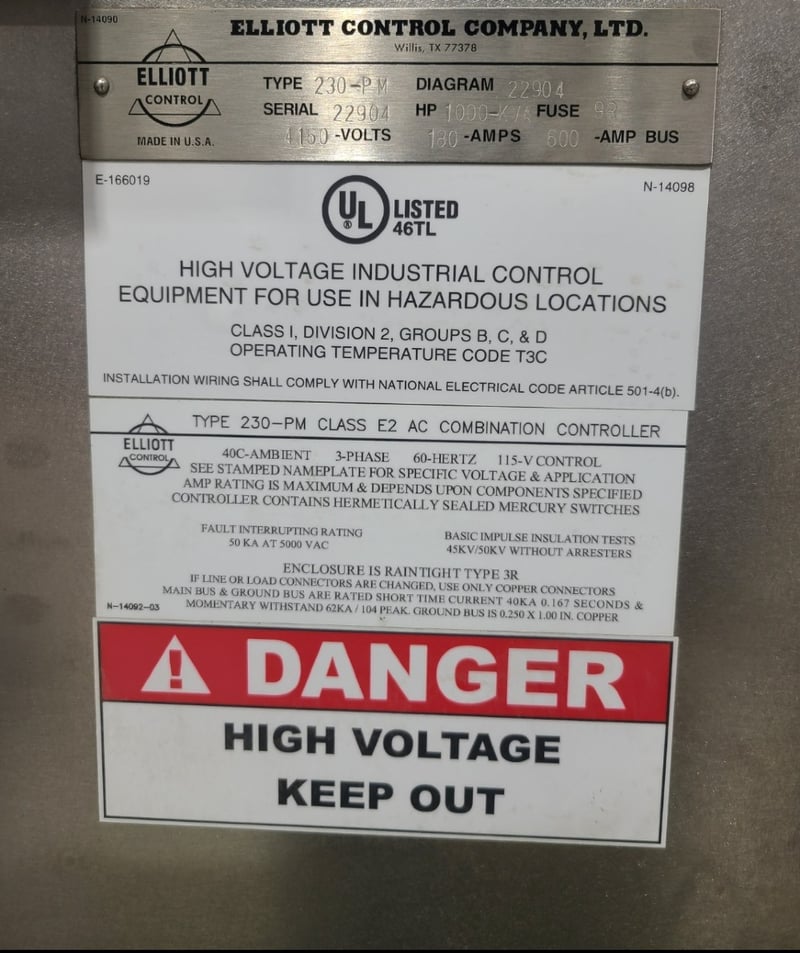 N-14090
ELLIOTT CONTROL COMPANY, LTD.
Willis, TX 77378
ELLIOTT
CONTROL
MADE IN U.S.A.
TYPE 230-PM DIAGRAM 22904
SERIAL 22904 HP 1000-KVA FUSE
4160 -VOLTS 180 -AMPS 600 -AMP BUS
E-166019
N-14098
UL
®
LISTED
46TL
HIGH VOLTAGE INDUSTRIAL CONTROL
EQUIPMENT FOR USE IN HAZARDOUS LOCATIONS
CLASS I, DIVISION 2, GROUPS B, C, & D
OPERATING TEMPERATURE CODE T3C
INSTALLATION WIRING SHALL COMPLY WITH NATIONAL ELECTRICAL CODE ARTICLE 501-4(b).
ELLIOTT
CONTROL
TYPE 230-PM CLASS E2 AC COMBINATION CONTROLLER
40C-AMBIENT 3-PHASE 60-HERTZ 115-V CONTROL
SEE STAMPED NAMEPLATE FOR SPECIFIC VOLTAGE & APPLICATION
AMP RATING IS MAXIMUM & DEPENDS UPON COMPONENTS SPECIFIED
CONTROLLER CONTAINS HERMETICALLY SEALED MERCURY SWITCHES
FAULT INTERRUPTING RATING
50 KA AT 5000 VAC
BASIC IMPULSE INSULATION TESTS
45KV/50KV WITHOUT ARRESTERS
ENCLOSURE IS RAINTIGHT TYPE 3R
IF LINE OR LOAD CONNECTORS ARE CHANGED, USE ONLY COPPER CONNECTORS
MAIN BUS & GROUND BUS ARE RATED SHORT TIME CURRENT 40KA 0.167 SECONDS &
MOMENTARY WITHSTAND 62KA / 104 PEAK. GROUND BUS IS 0.250 X 1.00 IN. COPPER
N-14092-03
DANGER
HIGH VOLTAGE
KEEP OUT